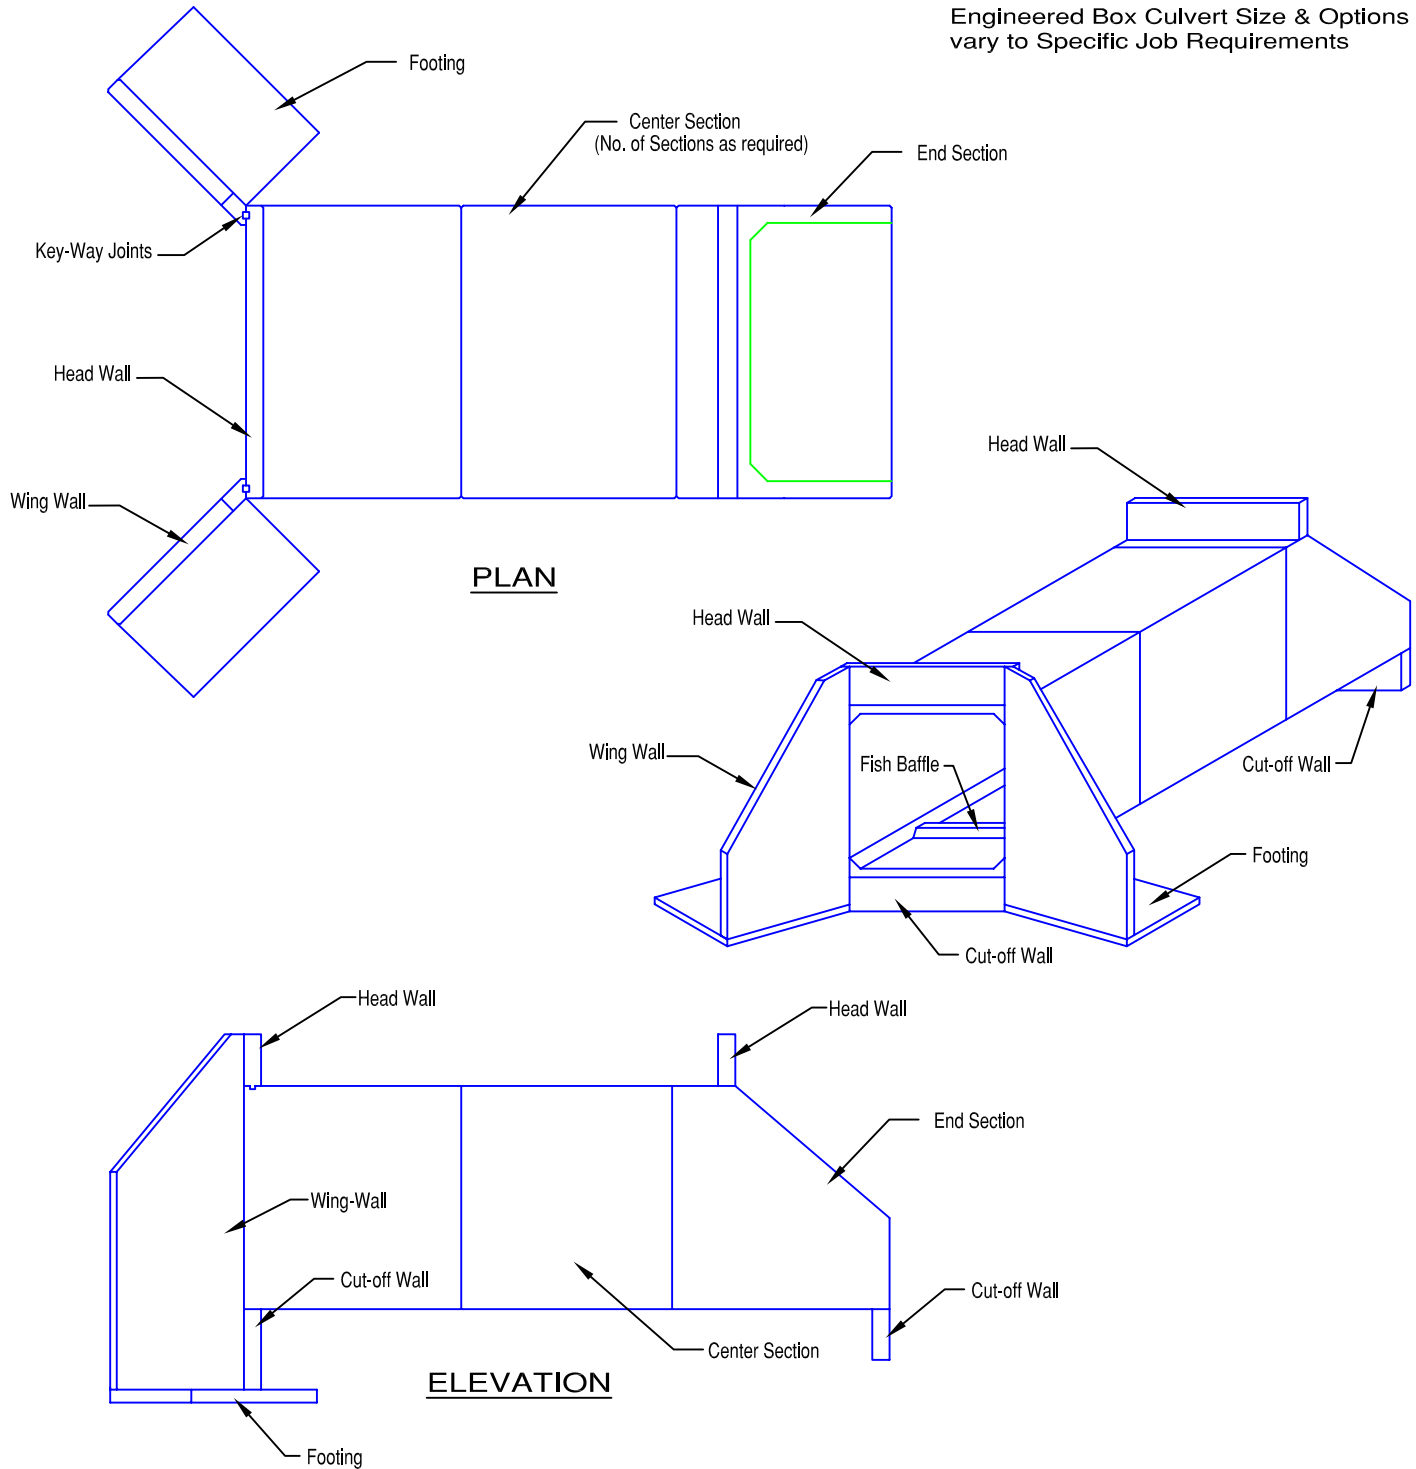 Engineered Box Culvert Size & Options
vary to Specific Job Requirements
Footing
Center Section
(No. of Sections as required)
End Section
Key-Way Joints
Head Wall
Wing Wall
PLAN
Head Wall
Head Wall
Wing Wall
Fish Baffle
Cut-off Wall
Footing
Cut-off Wall
Head Wall
Head Wall
End Section
Wing-Wall
Cut-off Wall
Cut-off Wall
Center Section
ELEVATION
Footing